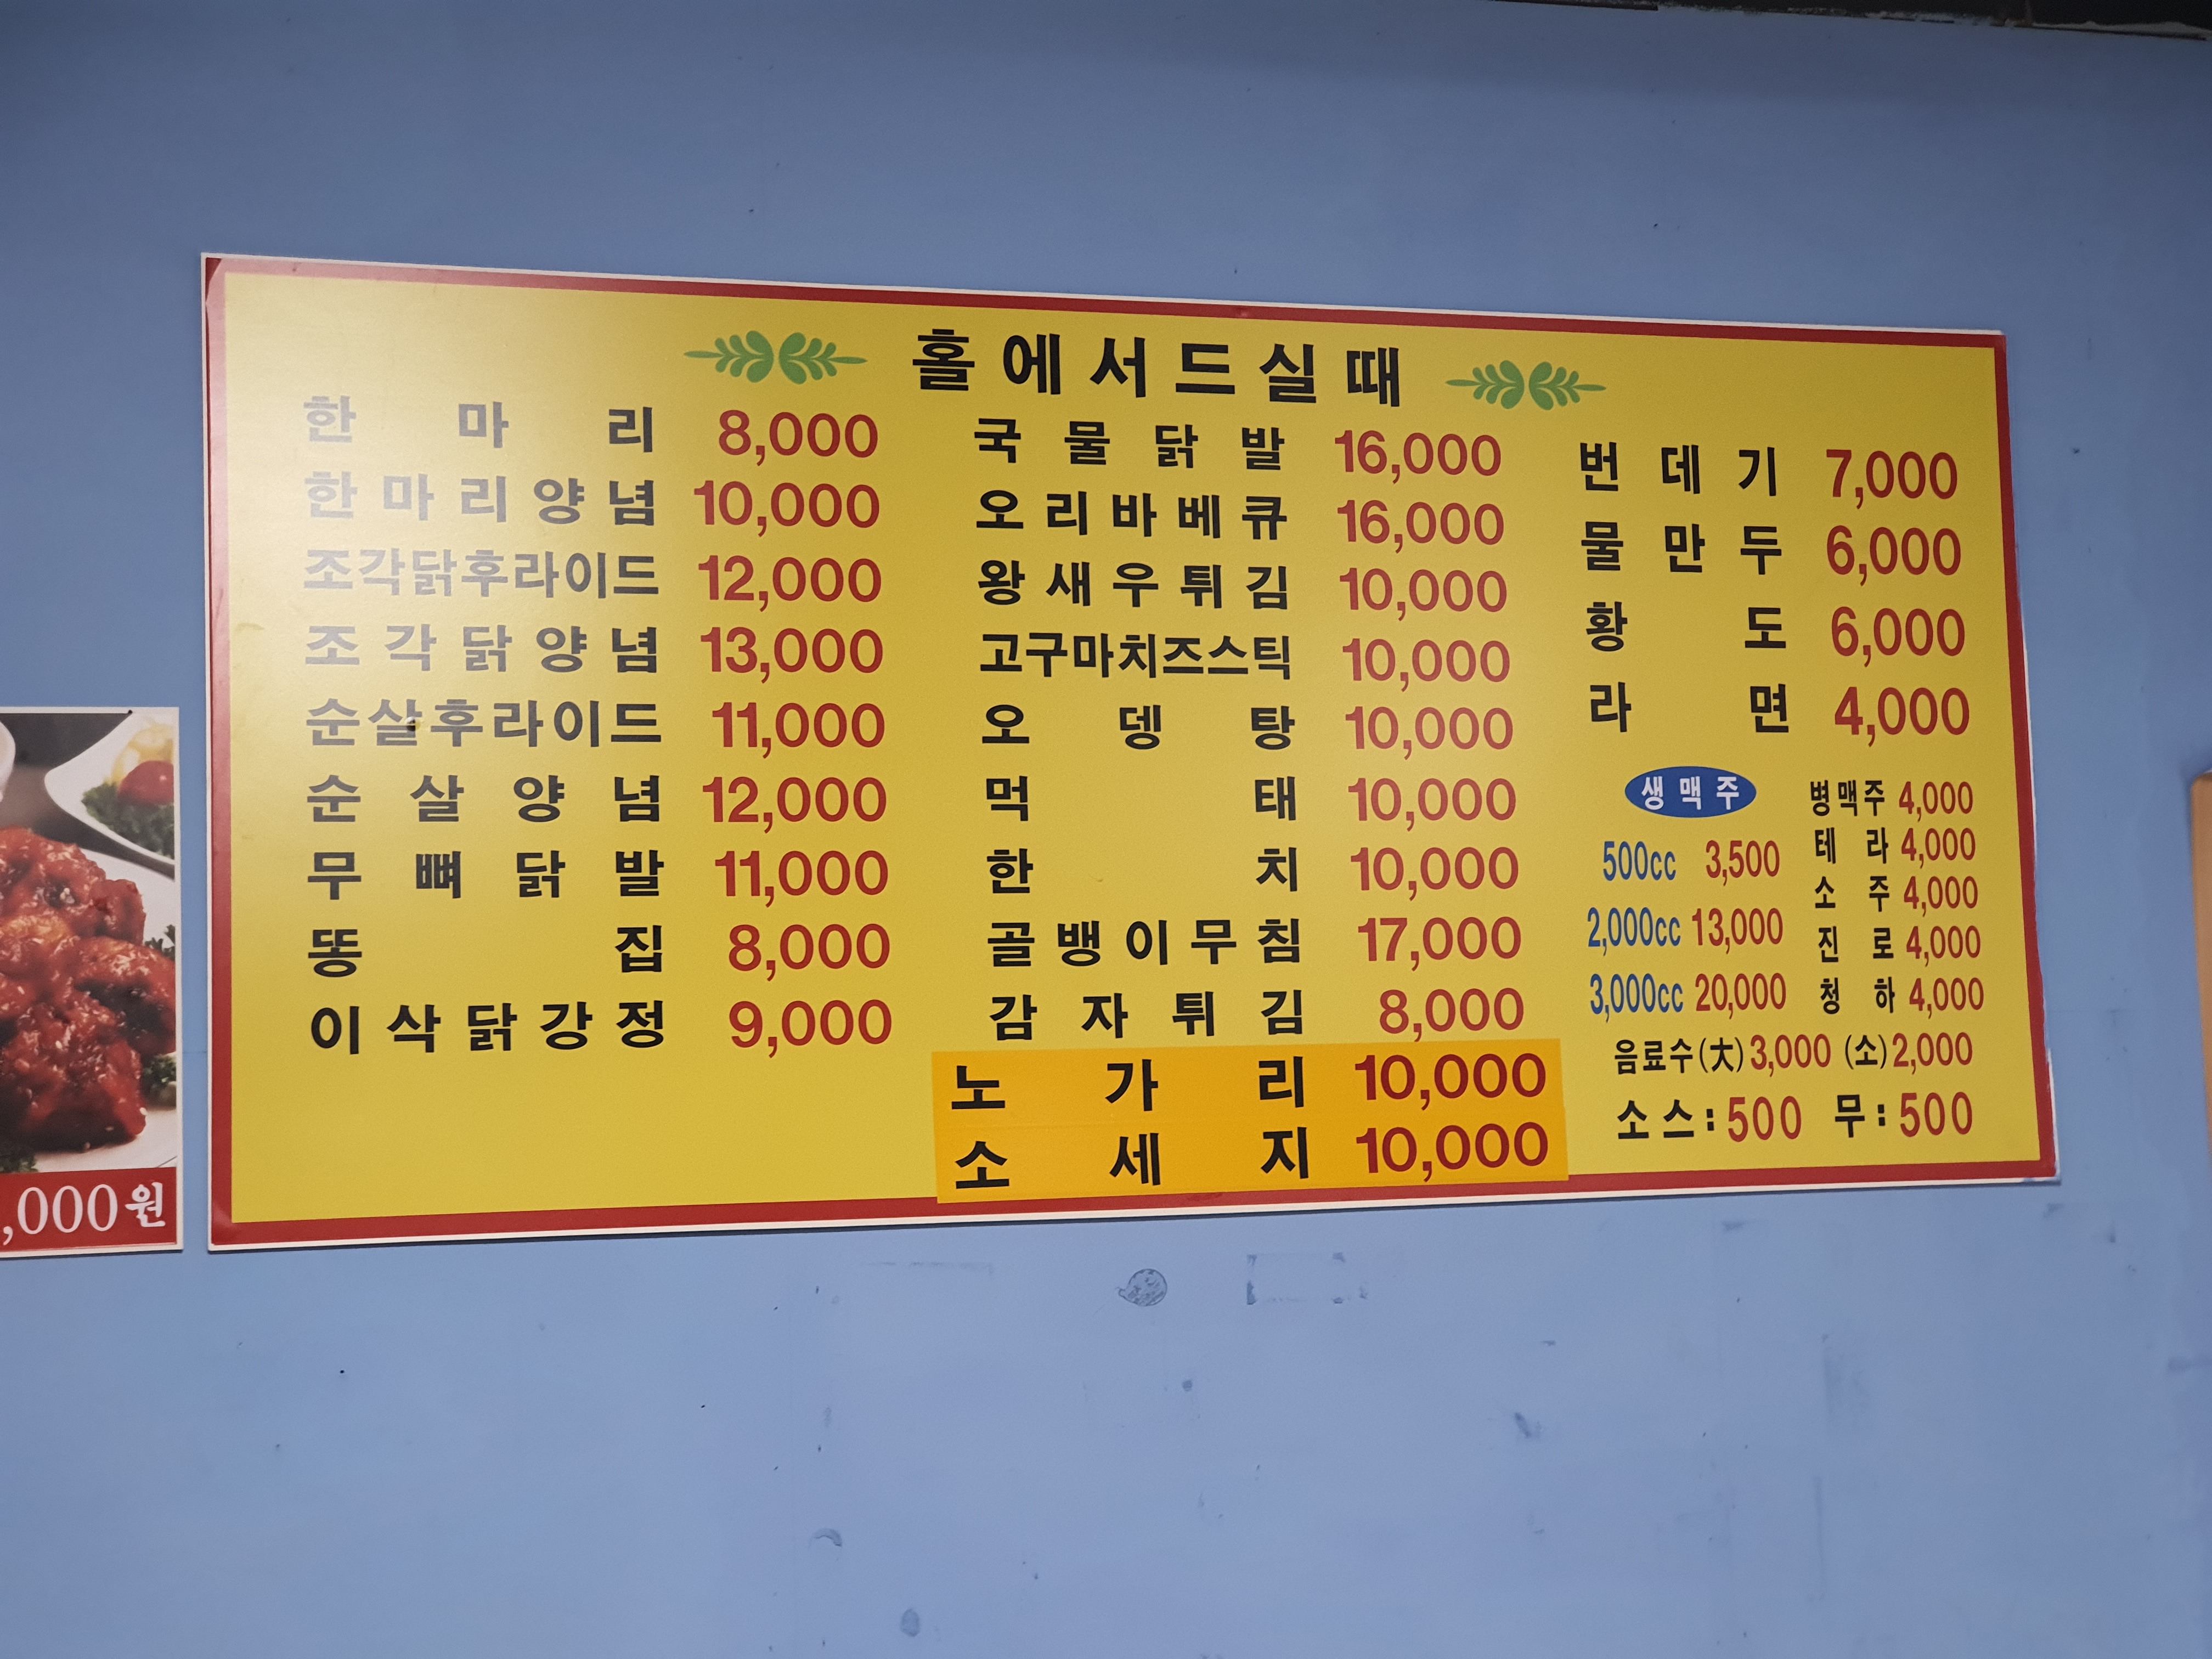 홀에서드실때
한마리 8,000
한마리양념 10,000
조각닭후라이드 12,000
조각닭양념 13,000
순살후라이드 11,000
순살양념 12,000
무뼈닭발 11,000
똥집 8,000
이삭닭강정 9,000
국물닭발 16,000
오리바베큐 16,000
왕새우튀김 10,000
고구마치즈스틱 10,000
오뎅탕 10,000
먹태 10,000
한치 10,000
골뱅이무침 17,000
감자튀김 8,000
노가리 10,000
소세지 10,000
번데기 7,000
물만두 6,000
황도 6,000
라면 4,000
생맥주
500cc 3,500
2,000cc 13,000
3,000cc 20,000
병맥주 4,000
테라 4,000
소주 4,000
진로 4,000
청하 4,000
음료수(大)3,000 (소)2,000
소스:500 무:500
,000원